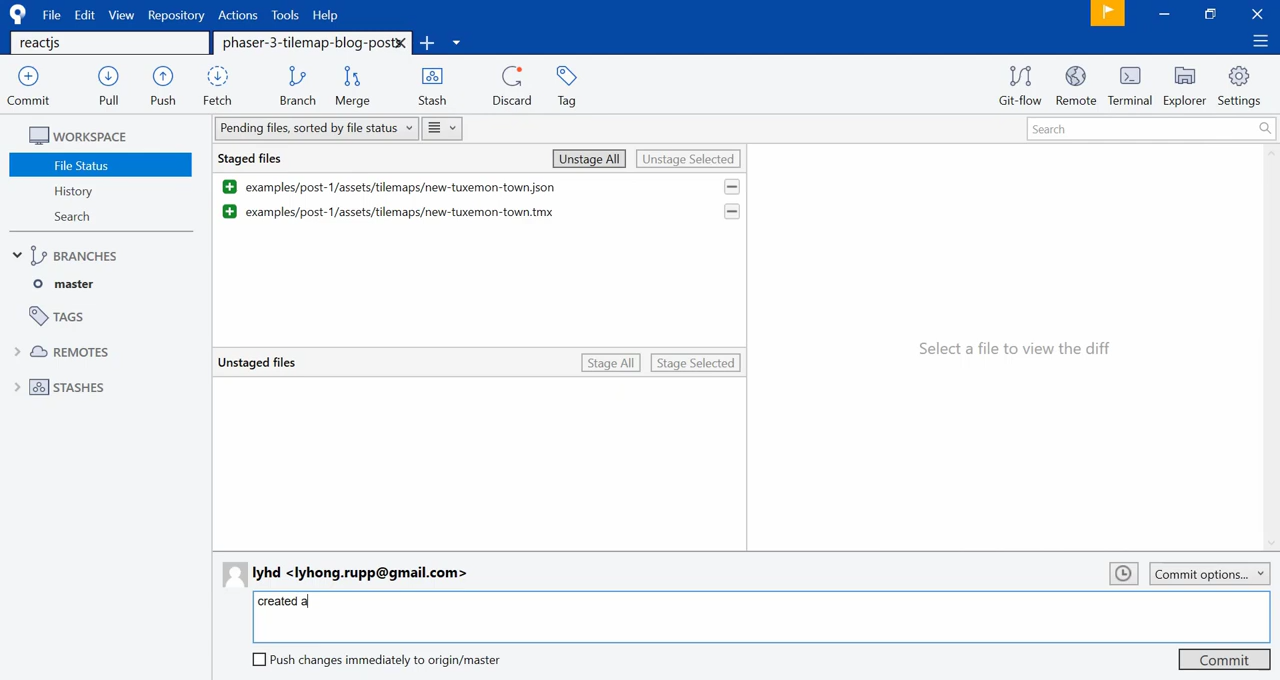 File Edit View Repository Actions Tools Help
reactjs phaser-3-tilemap-blog-posts
Commit Pull Push Fetch Branch Merge Stash Discard Tag Git-flow Remote Terminal Explorer Settings
WORKSPACE
File Status
History
Search
BRANCHES
master
TAGS
REMOTES
STASHES
Pending files, sorted by file status
Search
Staged files Unstage All Unstage Selected
examples/post-1/assets/tilemaps/new-tuxemon-town.json
examples/post-1/assets/tilemaps/new-tuxemon-town.tmx
Unstaged files Stage All Stage Selected
Select a file to view the diff
lyhd <lyhong.rupp@gmail.com>
Commit options...
created a
Push changes immediately to origin/master
Commit